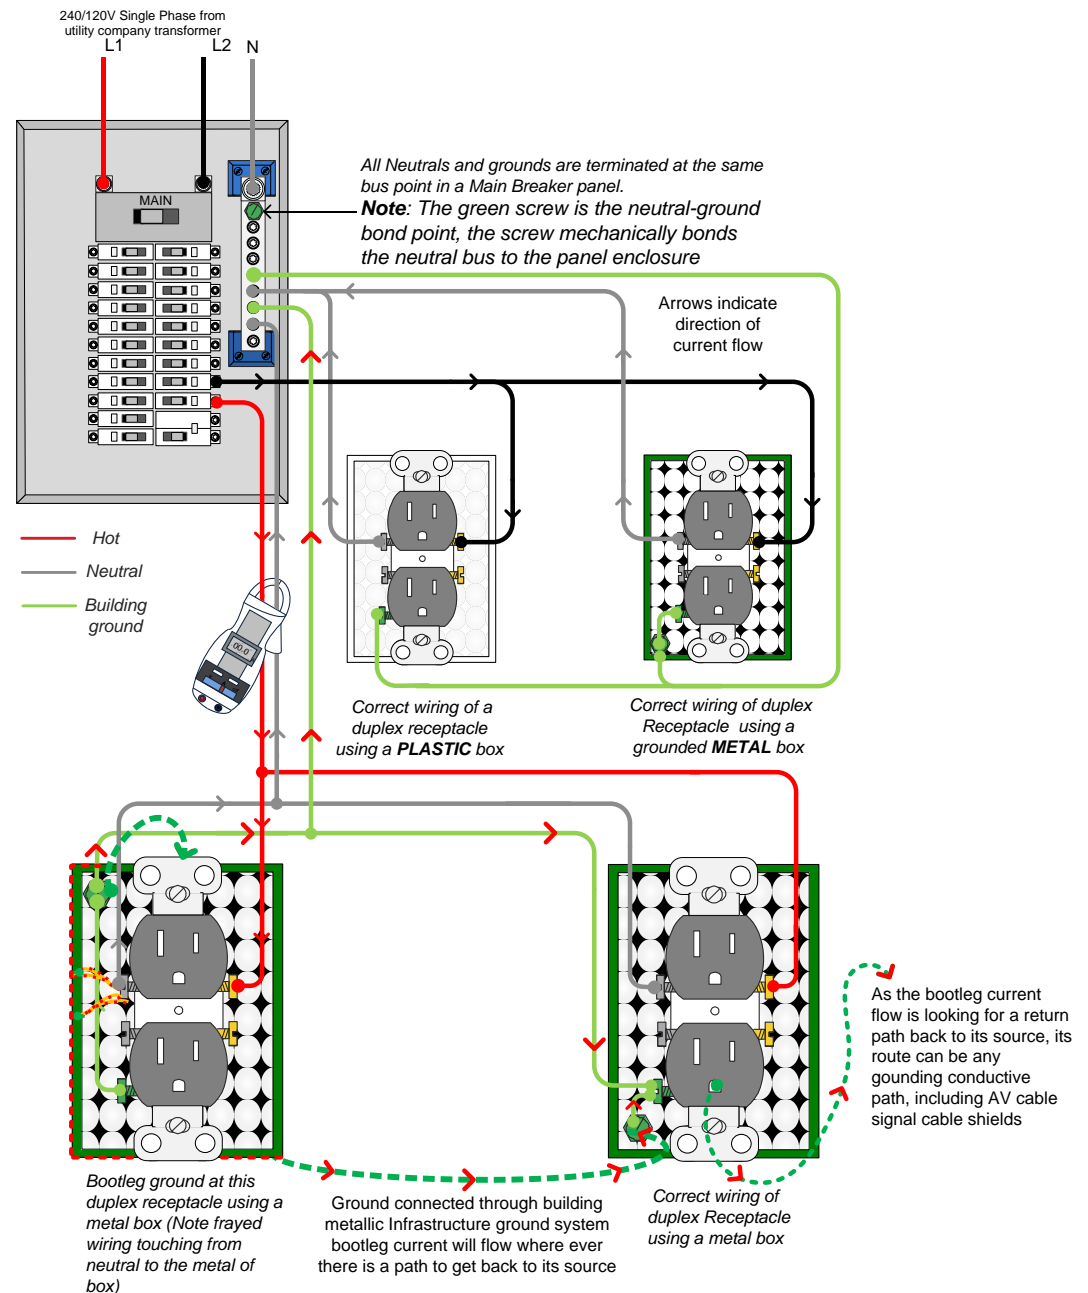 240/120V Single Phase from
utility company transformer
L1
L2
N
MAIN
All Neutrals and grounds are terminated at the same
bus point in a Main Breaker panel.
Note: The green screw is the neutral-ground
bond point, the screw mechanically bonds
the neutral bus to the panel enclosure
Arrows indicate
direction of
current flow
Hot
Neutral
Building
ground
00.0
Correct wiring of a
duplex receptacle
using a PLASTIC box
Correct wiring of duplex
Receptacle using a
grounded METAL box
As the bootleg current
flow is looking for a return
path back to its source, its
route can be any
gounding conductive
path, including AV cable
signal cable shields
Bootleg ground at this
duplex receptacle using a
metal box (Note frayed
wiring touching from
neutral to the metal of
box)
Ground connected through building
metallic Infrastructure ground system
bootleg current will flow where ever
there is a path to get back to its source
Correct wiring of
duplex Receptacle
using a metal box